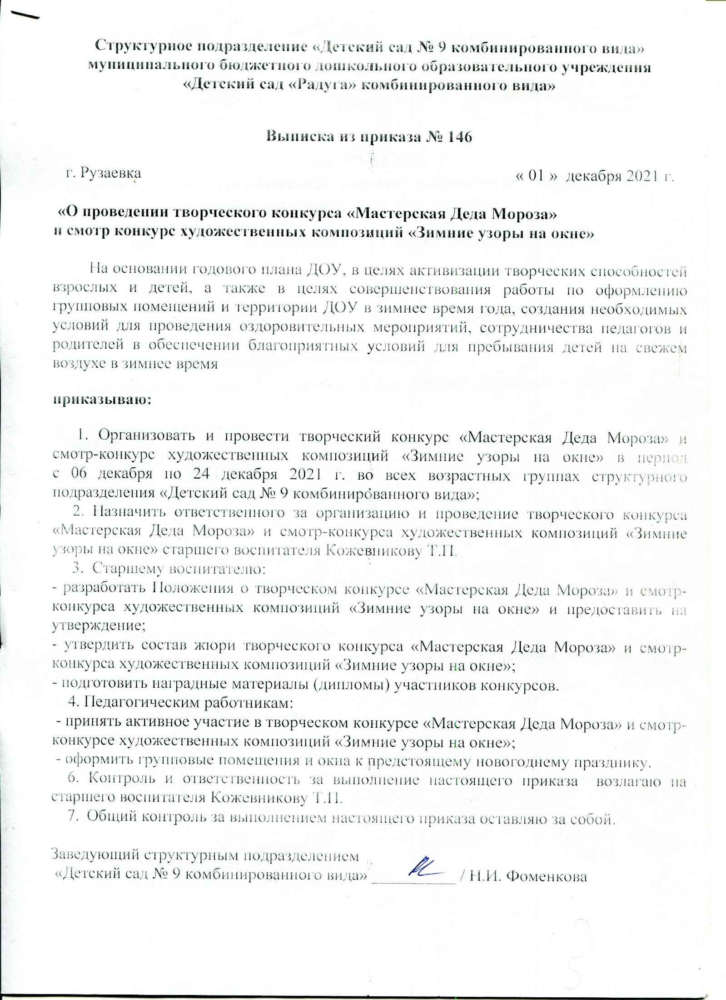 Структурное подразделение «Детский сад № 9 комбинированного вида»
муниципального бюджетного дошкольного образовательного учреждения
«Детский сад «Радуга» комбинированного вида»
Выписка из приказа № 146
г. Рузаевка « 01 » декабря 2021 г.
«О проведении творческого конкурса «Мастерская Деда Мороза»
и смотр конкурс художественных композиций «Зимние узоры на окне»
На основании годового плана ДОУ, в целях активизации творческих способностей
взрослых и детей, а также в целях совершенствования работы по оформлению
групповых помещений и территории ДОУ в зимнее время года, создания необходимых
условий для проведения оздоровительных мероприятий, сотрудничества педагогов и
родителей в обеспечении благоприятных условий для пребывания детей на свежем
воздухе в зимнее время
приказываю:
1. Организовать и провести творческий конкурс «Мастерская Деда Мороза» и
смотр-конкурс художественных композиций «Зимние узоры на окне» в период
с 06 декабря по 24 декабря 2021 г. во всех возрастных группах структурного
подразделения «Детский сад № 9 комбинированного вида»;
2. Назначить ответственного за организацию и проведение творческого конкурса
«Мастерская Деда Мороза» и смотр-конкурса художественных композиций «Зимние
узоры на окне» старшего воспитателя Кожевникову Т.П.
3. Старшему воспитателю:
- разработать Положения о творческом конкурсе «Мастерская Деда Мороза» и смотр-
конкурса художественных композиций «Зимние узоры на окне» и предоставить на
утверждение;
- утвердить состав жюри творческого конкурса «Мастерская Деда Мороза» и смотр-
конкурса художественных композиций «Зимние узоры на окне»;
- подготовить наградные материалы (дипломы) участников конкурсов.
4. Педагогическим работникам:
- принять активное участие в творческом конкурсе «Мастерская Деда Мороза» и смотр-
конкурсе художественных композиций «Зимние узоры на окне»;
- оформить групповые помещения и окна к предстоящему новогоднему празднику.
6. Контроль и ответственность за выполнение настоящего приказа возлагаю на
старшего воспитателя Кожевникову Т.П.
7. Общий контроль за выполнением настоящего приказа оставляю за собой.
Заведующий структурным подразделением
«Детский сад № 9 комбинированного вида» ___________ / Н.И. Фоменкова